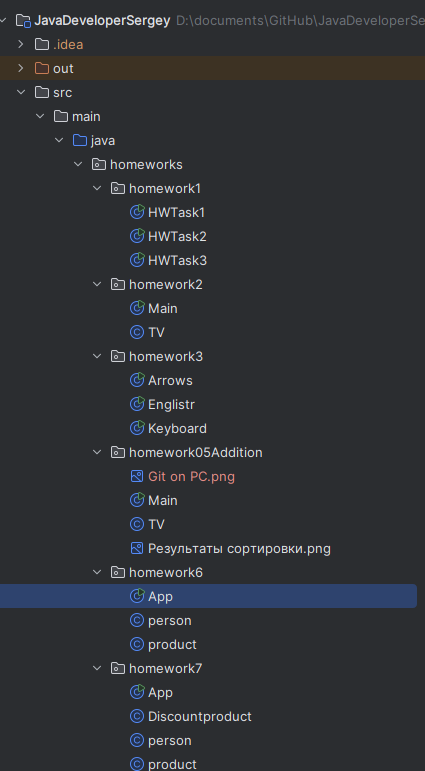 JavaDeveloperSergey D:\documents\GitHub\JavaDeveloperSe
.idea
out
src
main
java
homeworks
homework1
HWTask1
HWTask2
HWTask3
homework2
Main
TV
homework3
Arrows
Englistr
Keyboard
homework05Addition
Git on PC.png
Main
TV
Результаты сортировки.png
homework6
App
person
product
homework7
App
Discountproduct
person
product